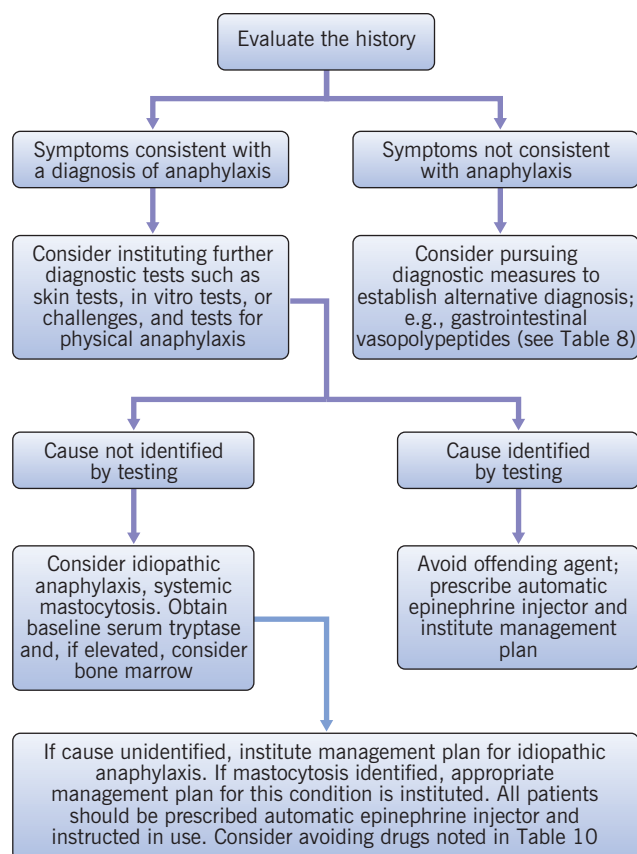 Evaluate the history
Symptoms consistent with
a diagnosis of anaphylaxis
Symptoms not consistent
with anaphylaxis
Consider instituting further
diagnostic tests such as
skin tests, in vitro tests, or
challenges, and tests for
physical anaphylaxis
Consider pursuing
diagnostic measures to
establish alternative diagnosis;
e.g., gastrointestinal
vasopolypeptides (see Table 8)
Cause not identified
by testing
Cause identified
by testing
Consider idiopathic
anaphylaxis, systemic
mastocytosis. Obtain
baseline serum tryptase
and, if elevated, consider
bone marrow
Avoid offending agent;
prescribe automatic
epinephrine injector and
institute management
plan
If cause unidentified, institute management plan for idiopathic
anaphylaxis. If mastocytosis identified, appropriate
management plan for this condition is instituted. All patients
should be prescribed automatic epinephrine injector and
instructed in use. Consider avoiding drugs noted in Table 10